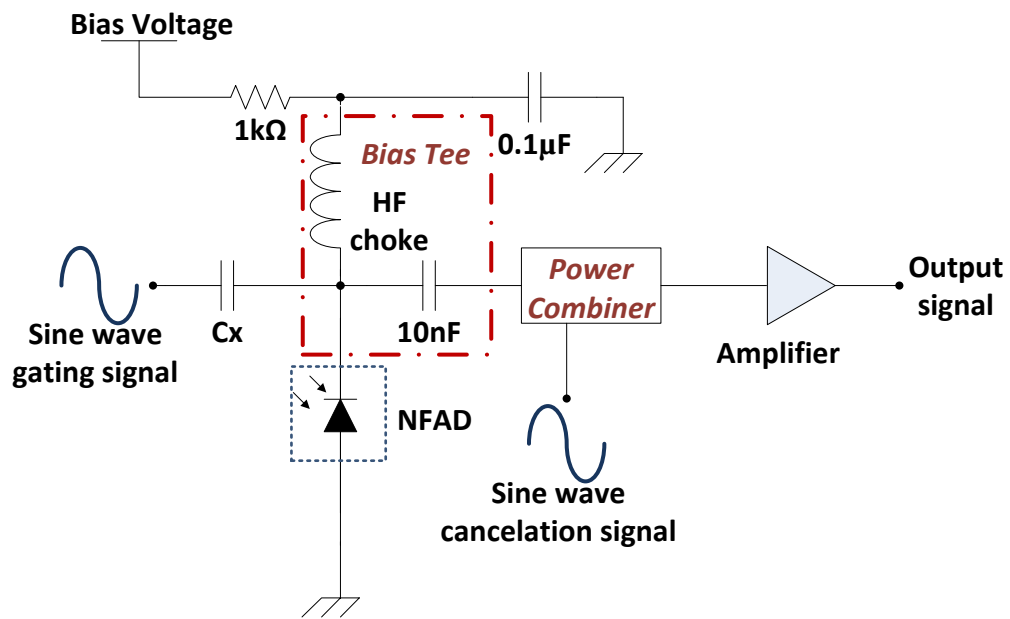 Bias Voltage
1kΩ
0.1µF
Bias Tee
HF
choke
Cx
10nF
Sine wave
gating signal
Power
Combiner
Amplifier
Output
signal
NFAD
Sine wave
cancelation signal